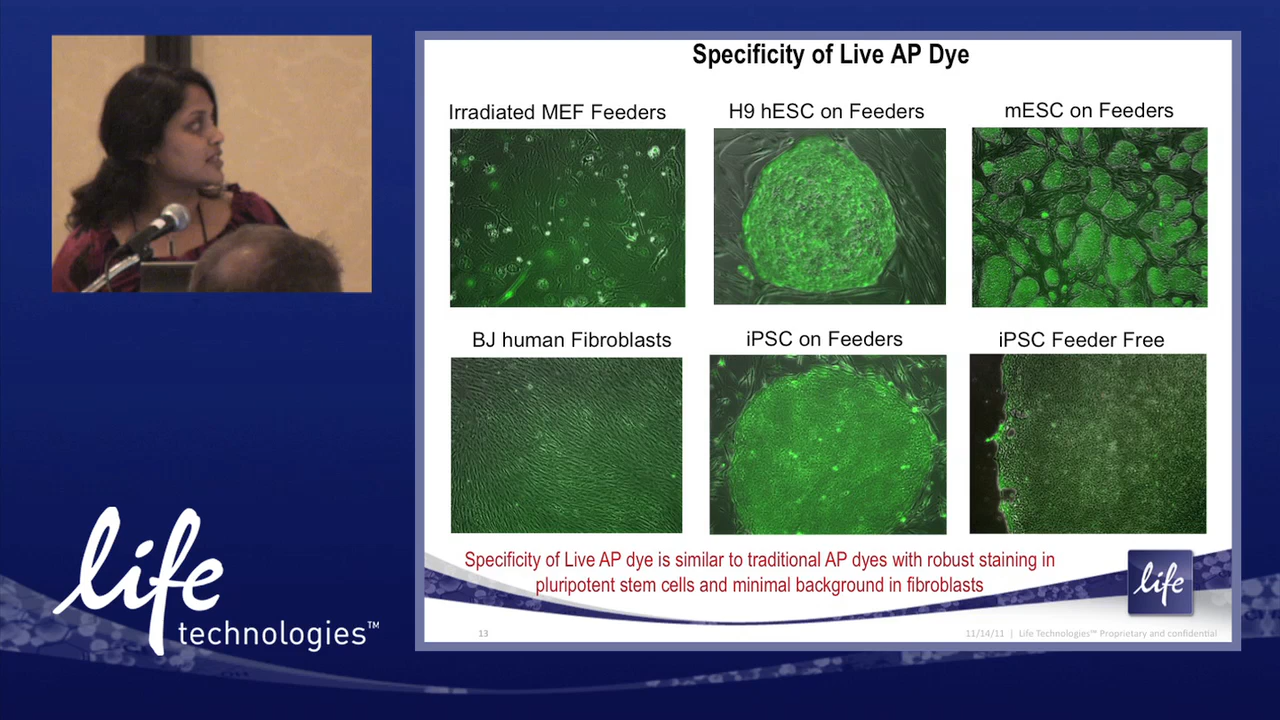 Specificity of Live AP Dye
Irradiated MEF Feeders
H9 hESC on Feeders
mESC on Feeders
BJ human Fibroblasts
iPSC on Feeders
iPSC Feeder Free
Specificity of Live AP dye is similar to traditional AP dyes with robust staining in
pluripotent stem cells and minimal background in fibroblasts
life
13
11/14/11 | Life Technologies™ Proprietary and confidential
life
technologies™